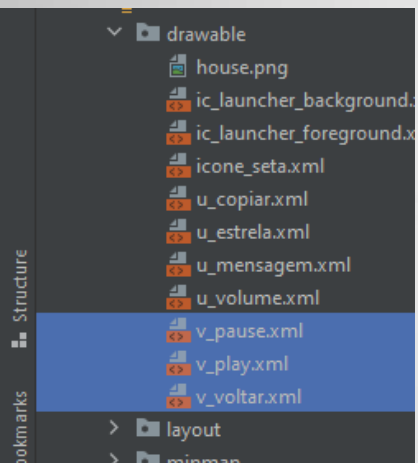 drawable
house.png
ic_launcher_background.
ic_launcher_foreground.x
icone_seta.xml
u_copiar.xml
u_estrela.xml
u_mensagem.xml
u_volume.xml
v_pause.xml
v_play.xml
v_voltar.xml
layout
Structure
ookmarks